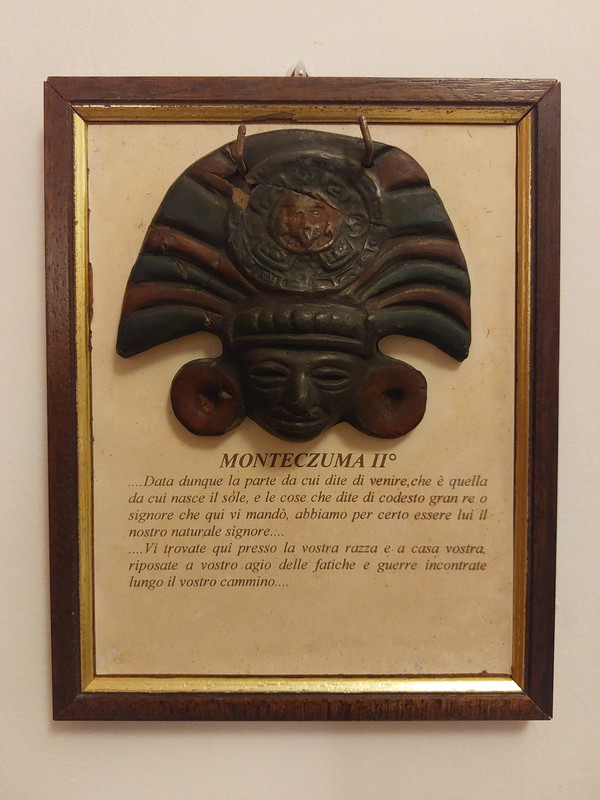 MONTECZUMA II°
....Data dunque la parte da cui dite di venire,che è quella
da cui nasce il sole, e le cose che dite di codesto gran re o
signore che qui vi mandò, abbiamo per certo essere lui il
nostro naturale signore....
....Vi trovate qui presso la vostra razza e a casa vostra,
riposate a vostro agio delle fatiche e guerre incontrate
lungo il vostro cammino....